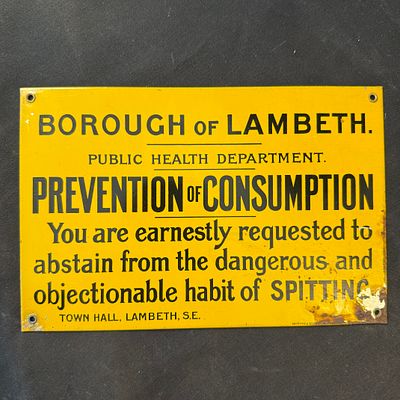 BOROUGH OF LAMBETH.
PUBLIC HEALTH DEPARTMENT.
PREVENTION OF CONSUMPTION
You are earnestly requested to
abstain from the dangerous and
objectionable habit of SPITTING
TOWN HALL, LAMBETH, S.E.